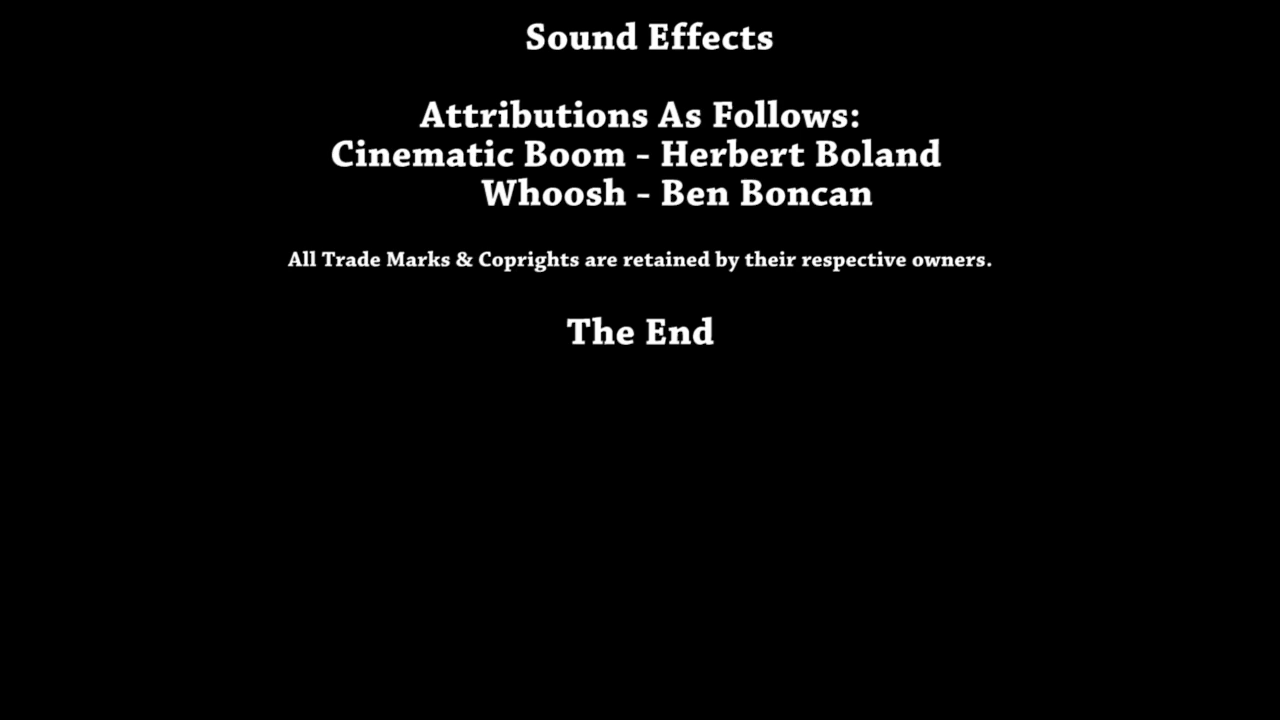 Sound Effects
Attributions As Follows:
Cinematic Boom - Herbert Boland
Whoosh - Ben Boncan
All Trade Marks & Coprights are retained by their respective owners.
The End